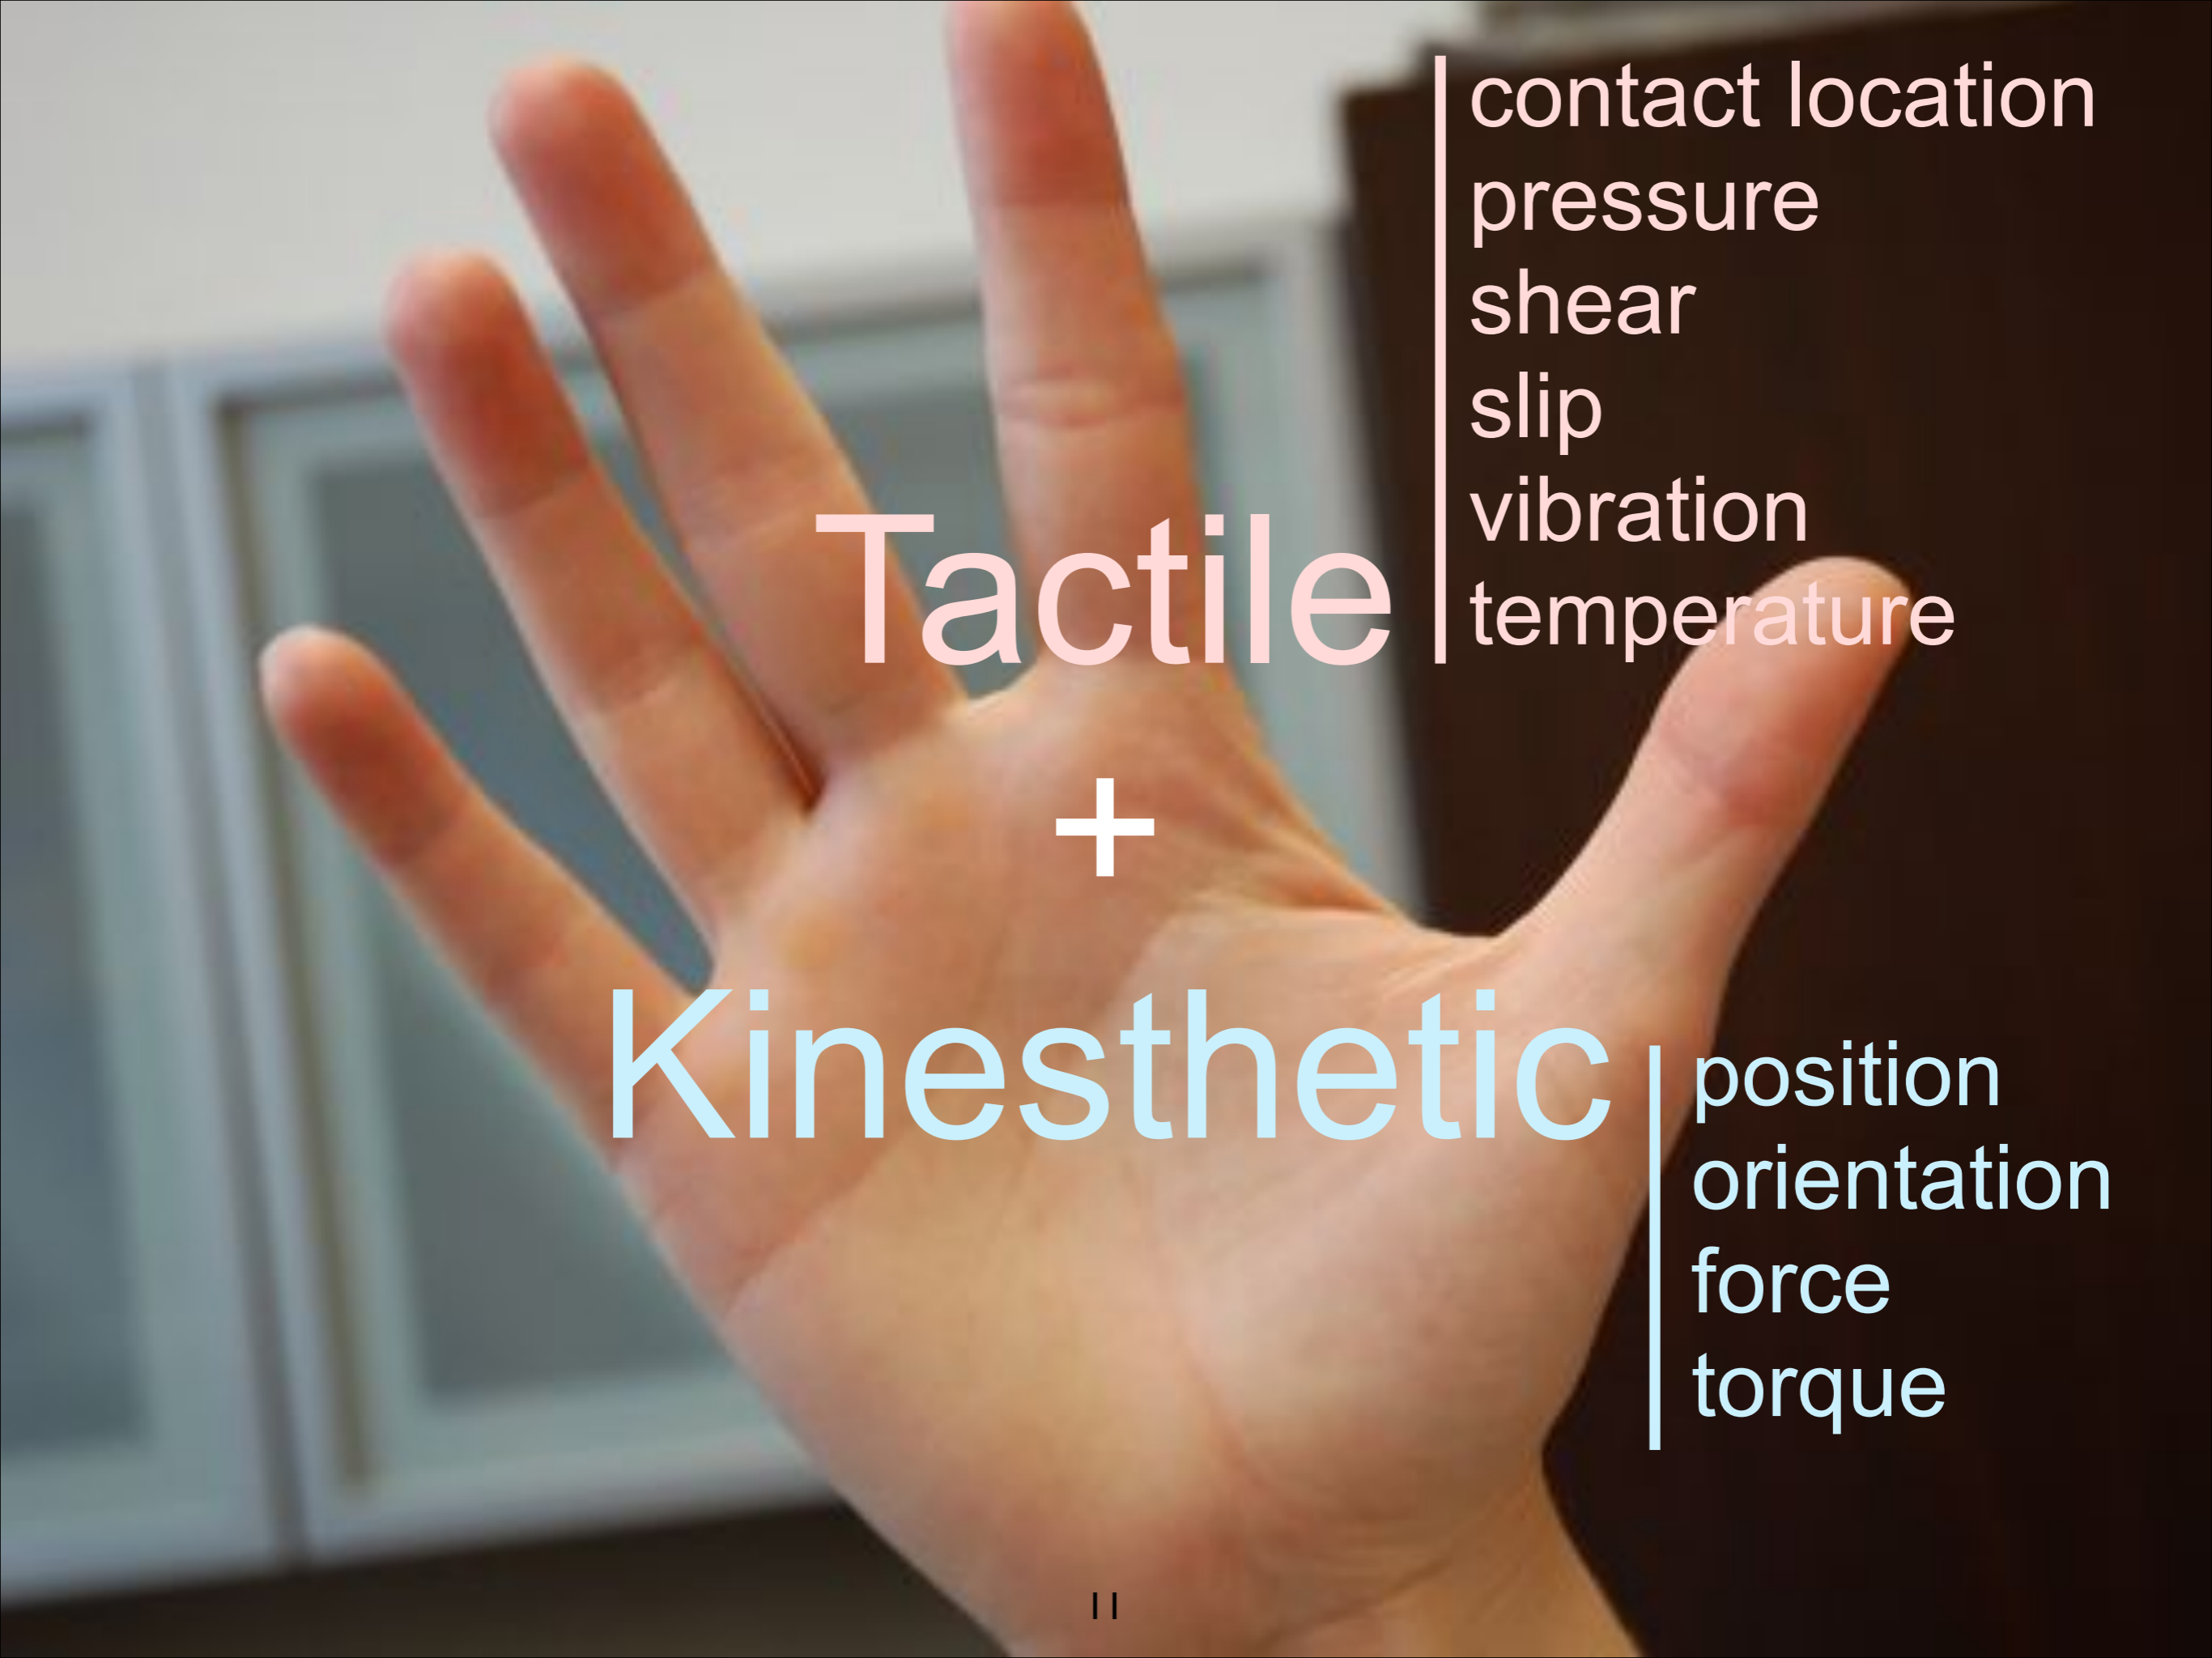 contact location
pressure
shear
slip
vibration
temperature
Tactile
+
Kinesthetic
position
orientation
force
torque
11